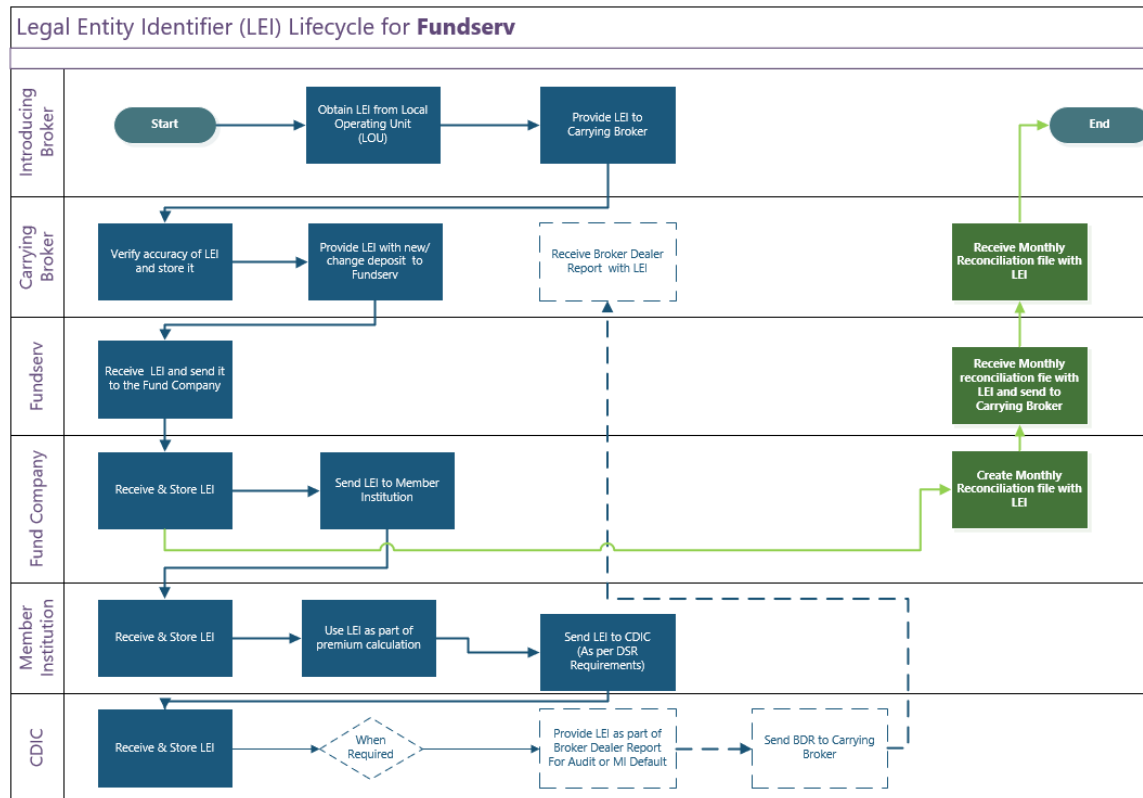 Legal Entity Identifier (LEI) Lifecycle for Fundserv
Introducing
Broker
Start
Obtain LEI from Local
Operating Unit
(LOU)
Provide LEI to
Carrying Broker
End
Carrying
Broker
Verify accuracy of LEI
and store it
Provide LEI with new/
change deposit to
Fundserv
Receive Broker Dealer
Report with LEI
Receive Monthly
Reconciliation file with
LEI
Fundserv
Receive LEI and send it
to the Fund Company
Receive Monthly
reconciliation fie with
LEI and send to
Carrying Broker
Fund Company
Receive & Store LEI
Send LEI to Member
Institution
Create Monthly
Reconciliation file with
LEI
Member
Institution
Receive & Store LEI
Use LEI as part of
premium calculation
Send LEI to CDIC
(As per DSR
Requirements)
CDIC
Receive & Store LEI
When
Required
Provide LEI as part of
Broker Dealer Report
For Audit or MI Default
Send BDR to Carrying
Broker